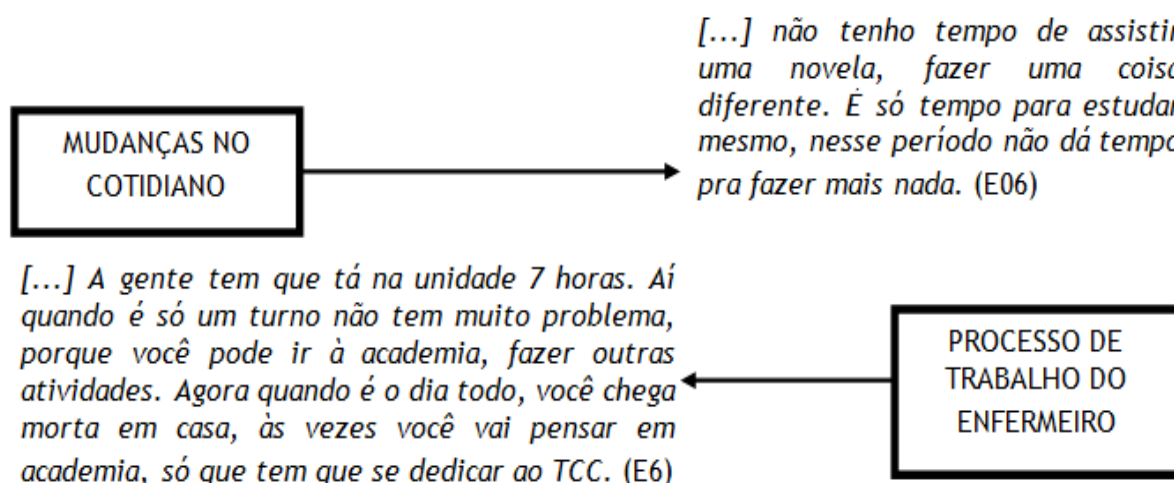 [...] não tenho tempo de assistir
uma novela, fazer uma coisa
diferente. É só tempo para estudar
mesmo, nesse período não dá tempo
pra fazer mais nada. (E06)
MUDANÇAS NO
COTIDIANO
[...] A gente tem que tá na unidade 7 horas. Aí
quando é só um turno não tem muito problema,
porque você pode ir à academia, fazer outras
atividades. Agora quando é o dia todo, você chega
morta em casa, às vezes você vai pensar em
academia, só que tem que se dedicar ao TCC. (E6)
PROCESSO DE
TRABALHO DO
ENFERMEIRO